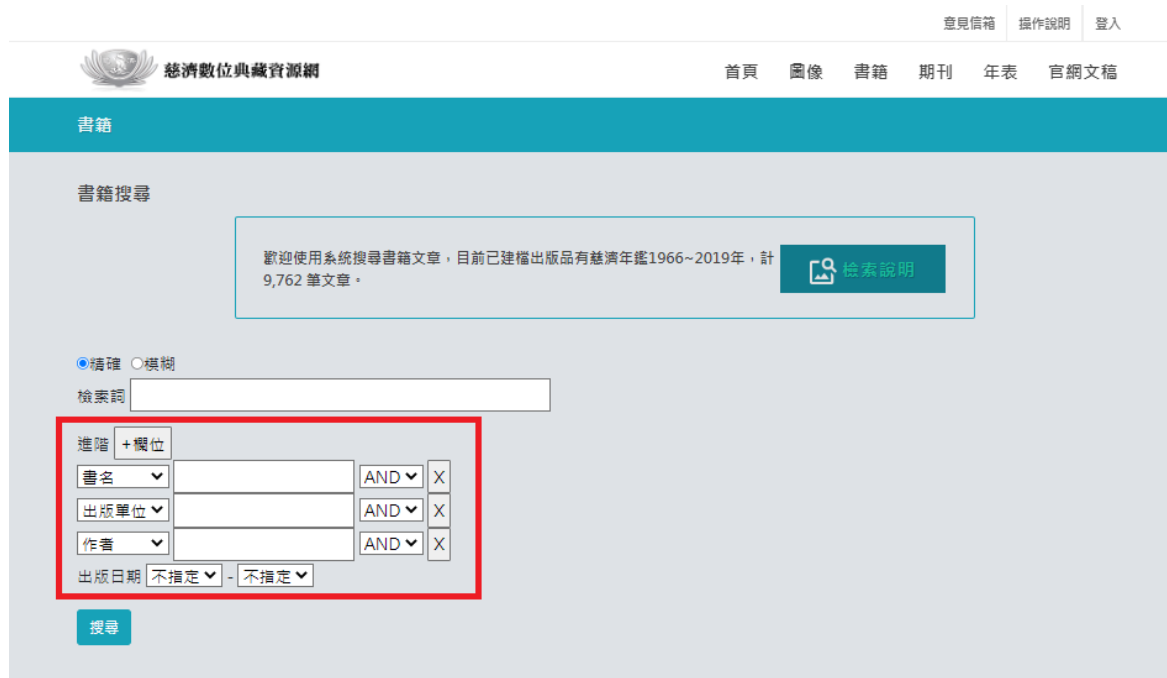 意見信箱 操作說明 登入
慈濟數位典藏資源網 首頁 圖像 書籍 期刊 年表 官網文稿
書籍
書籍搜尋
歡迎使用系統搜尋書籍文章，目前已建檔出版品有慈濟年鑑1966~2019年，計
9,762 筆文章。
檢索說明
精確 模糊
檢索詞
進階 +欄位
書名 AND X
出版單位 AND X
作者 AND X
出版日期 不指定 - 不指定
搜尋